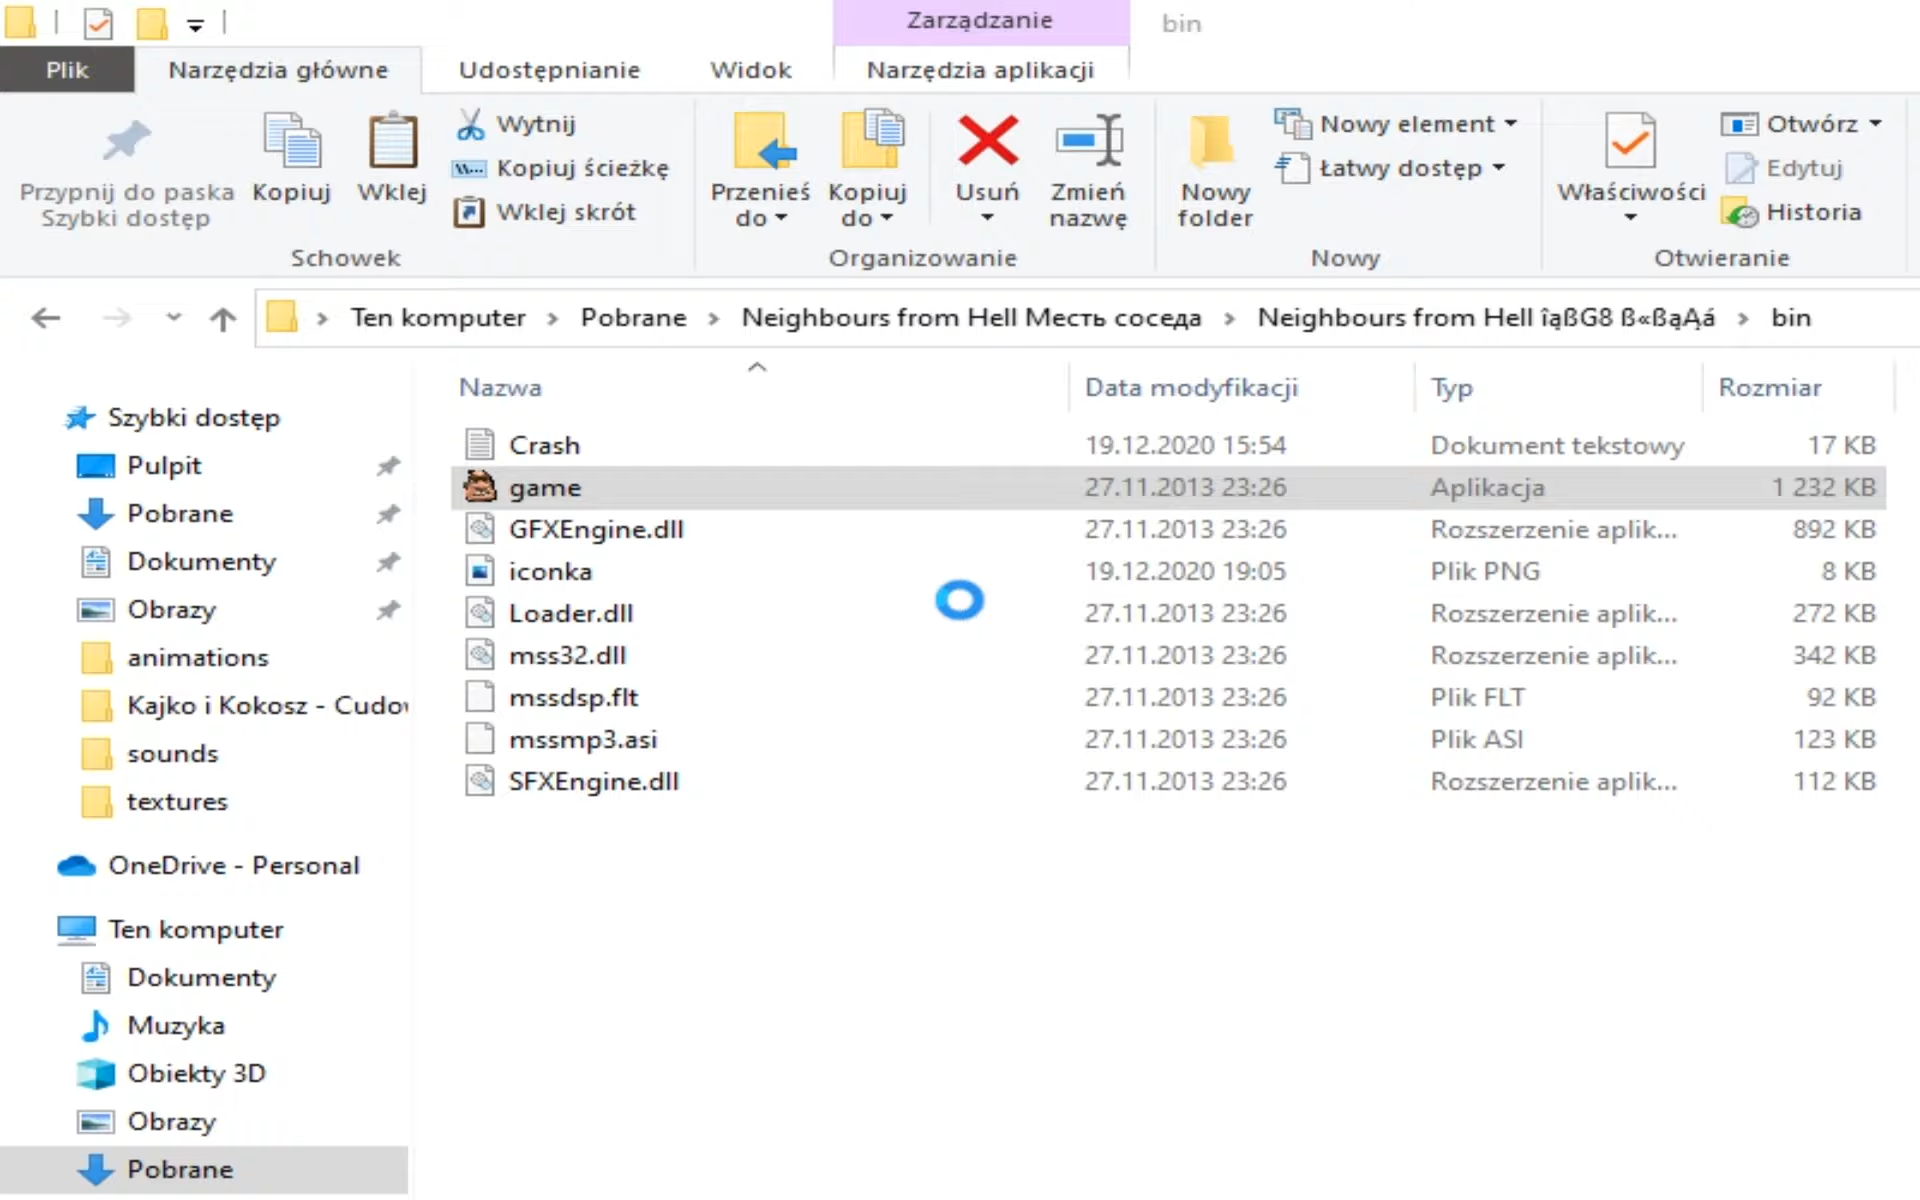 Zarządzanie
bin
Plik
Narzędzia główne
Udostępnianie
Widok
Narzędzia aplikacji
Przypnij do paska
Szybki dostęp
Kopiuj
Wklej
Wytnij
Kopiuj ścieżkę
Wklej skrót
Schowek
Przenieś
do
Kopiuj
do
Usuń
Zmień
nazwę
Organizowanie
Nowy
folder
Nowy element
Łatwy dostęp
Nowy
Właściwości
Otwórz
Edytuj
Historia
Otwieranie
Ten komputer > Pobrane > Neighbours from Hell Месть соседа > Neighbours from Hell îąßG8 ß«ßąĄá > bin
Nazwa Data modyfikacji Typ Rozmiar
Crash 19.12.2020 15:54 Dokument tekstowy 17 KB
game 27.11.2013 23:26 Aplikacja 1 232 KB
GFXEngine.dll 27.11.2013 23:26 Rozszerzenie aplik... 892 KB
iconka 19.12.2020 19:05 Plik PNG 8 KB
Loader.dll 27.11.2013 23:26 Rozszerzenie aplik... 272 KB
mss32.dll 27.11.2013 23:26 Rozszerzenie aplik... 342 KB
mssdsp.flt 27.11.2013 23:26 Plik FLT 92 KB
mssmp3.asi 27.11.2013 23:26 Plik ASI 123 KB
SFXEngine.dll 27.11.2013 23:26 Rozszerzenie aplik... 112 KB
Szybki dostęp
Pulpit
Pobrane
Dokumenty
Obrazy
animations
Kajko i Kokosz - Cudo
sounds
textures
OneDrive - Personal
Ten komputer
Dokumenty
Muzyka
Obiekty 3D
Obrazy
Pobrane